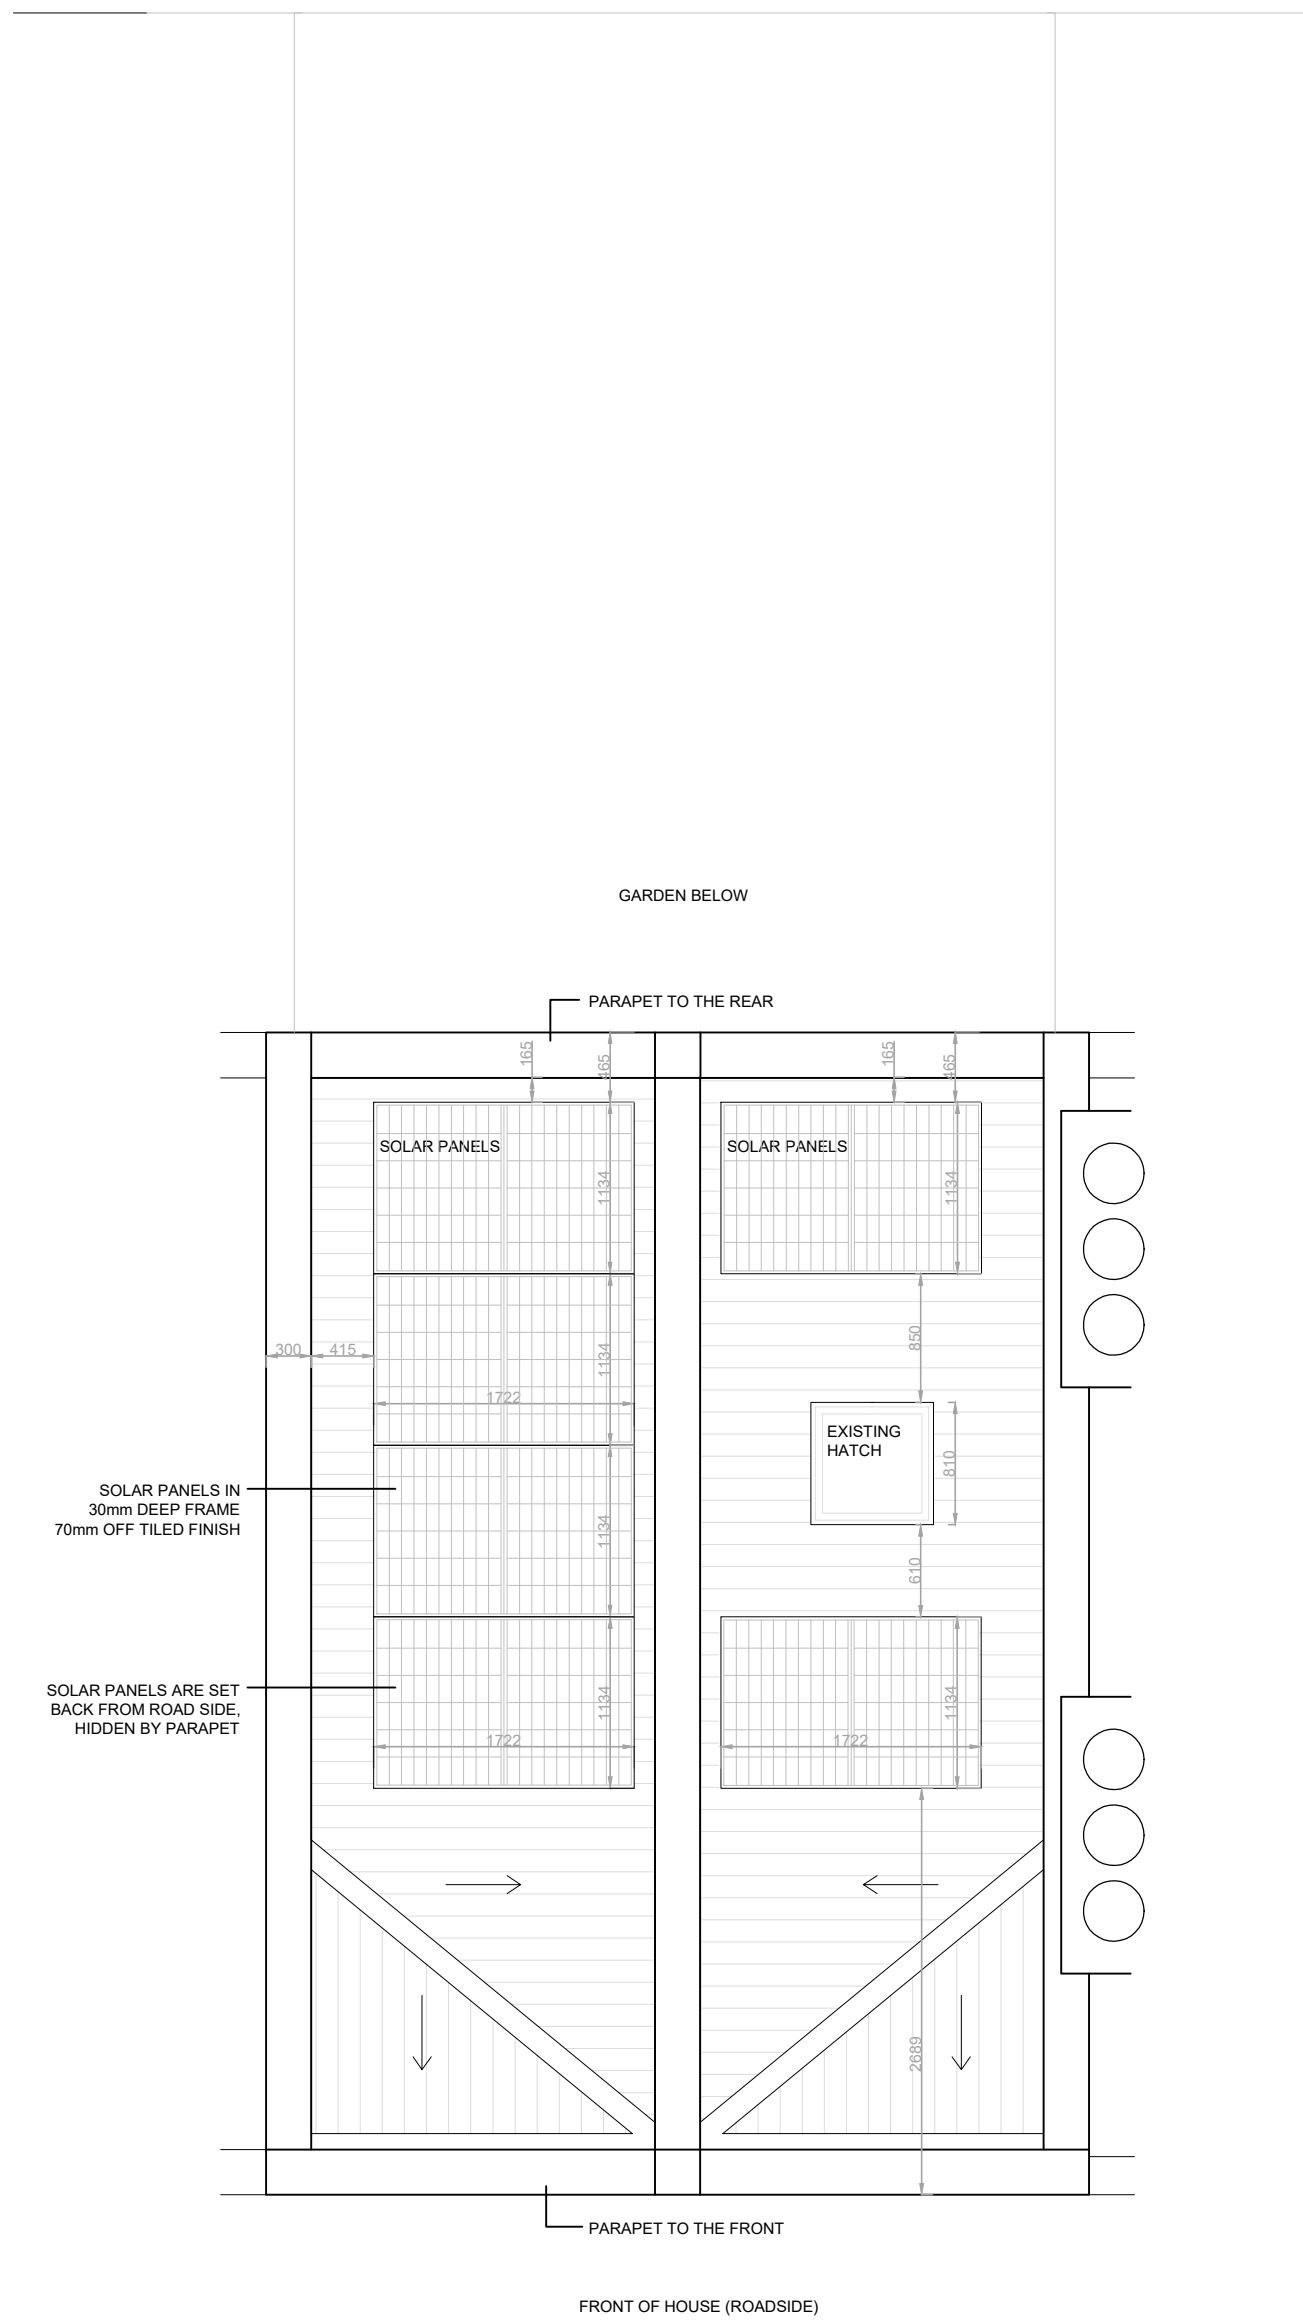 GARDEN BELOW
PARAPET TO THE REAR
165
465
165
465
SOLAR PANELS
SOLAR PANELS
1134
1134
850
300
415
1134
1722
EXISTING
HATCH
810
SOLAR PANELS IN
30mm DEEP FRAME
70mm OFF TILED FINISH
1134
610
SOLAR PANELS ARE SET
BACK FROM ROAD SIDE,
HIDDEN BY PARAPET
1134
1134
1722
1722
2689
PARAPET TO THE FRONT
FRONT OF HOUSE (ROADSIDE)